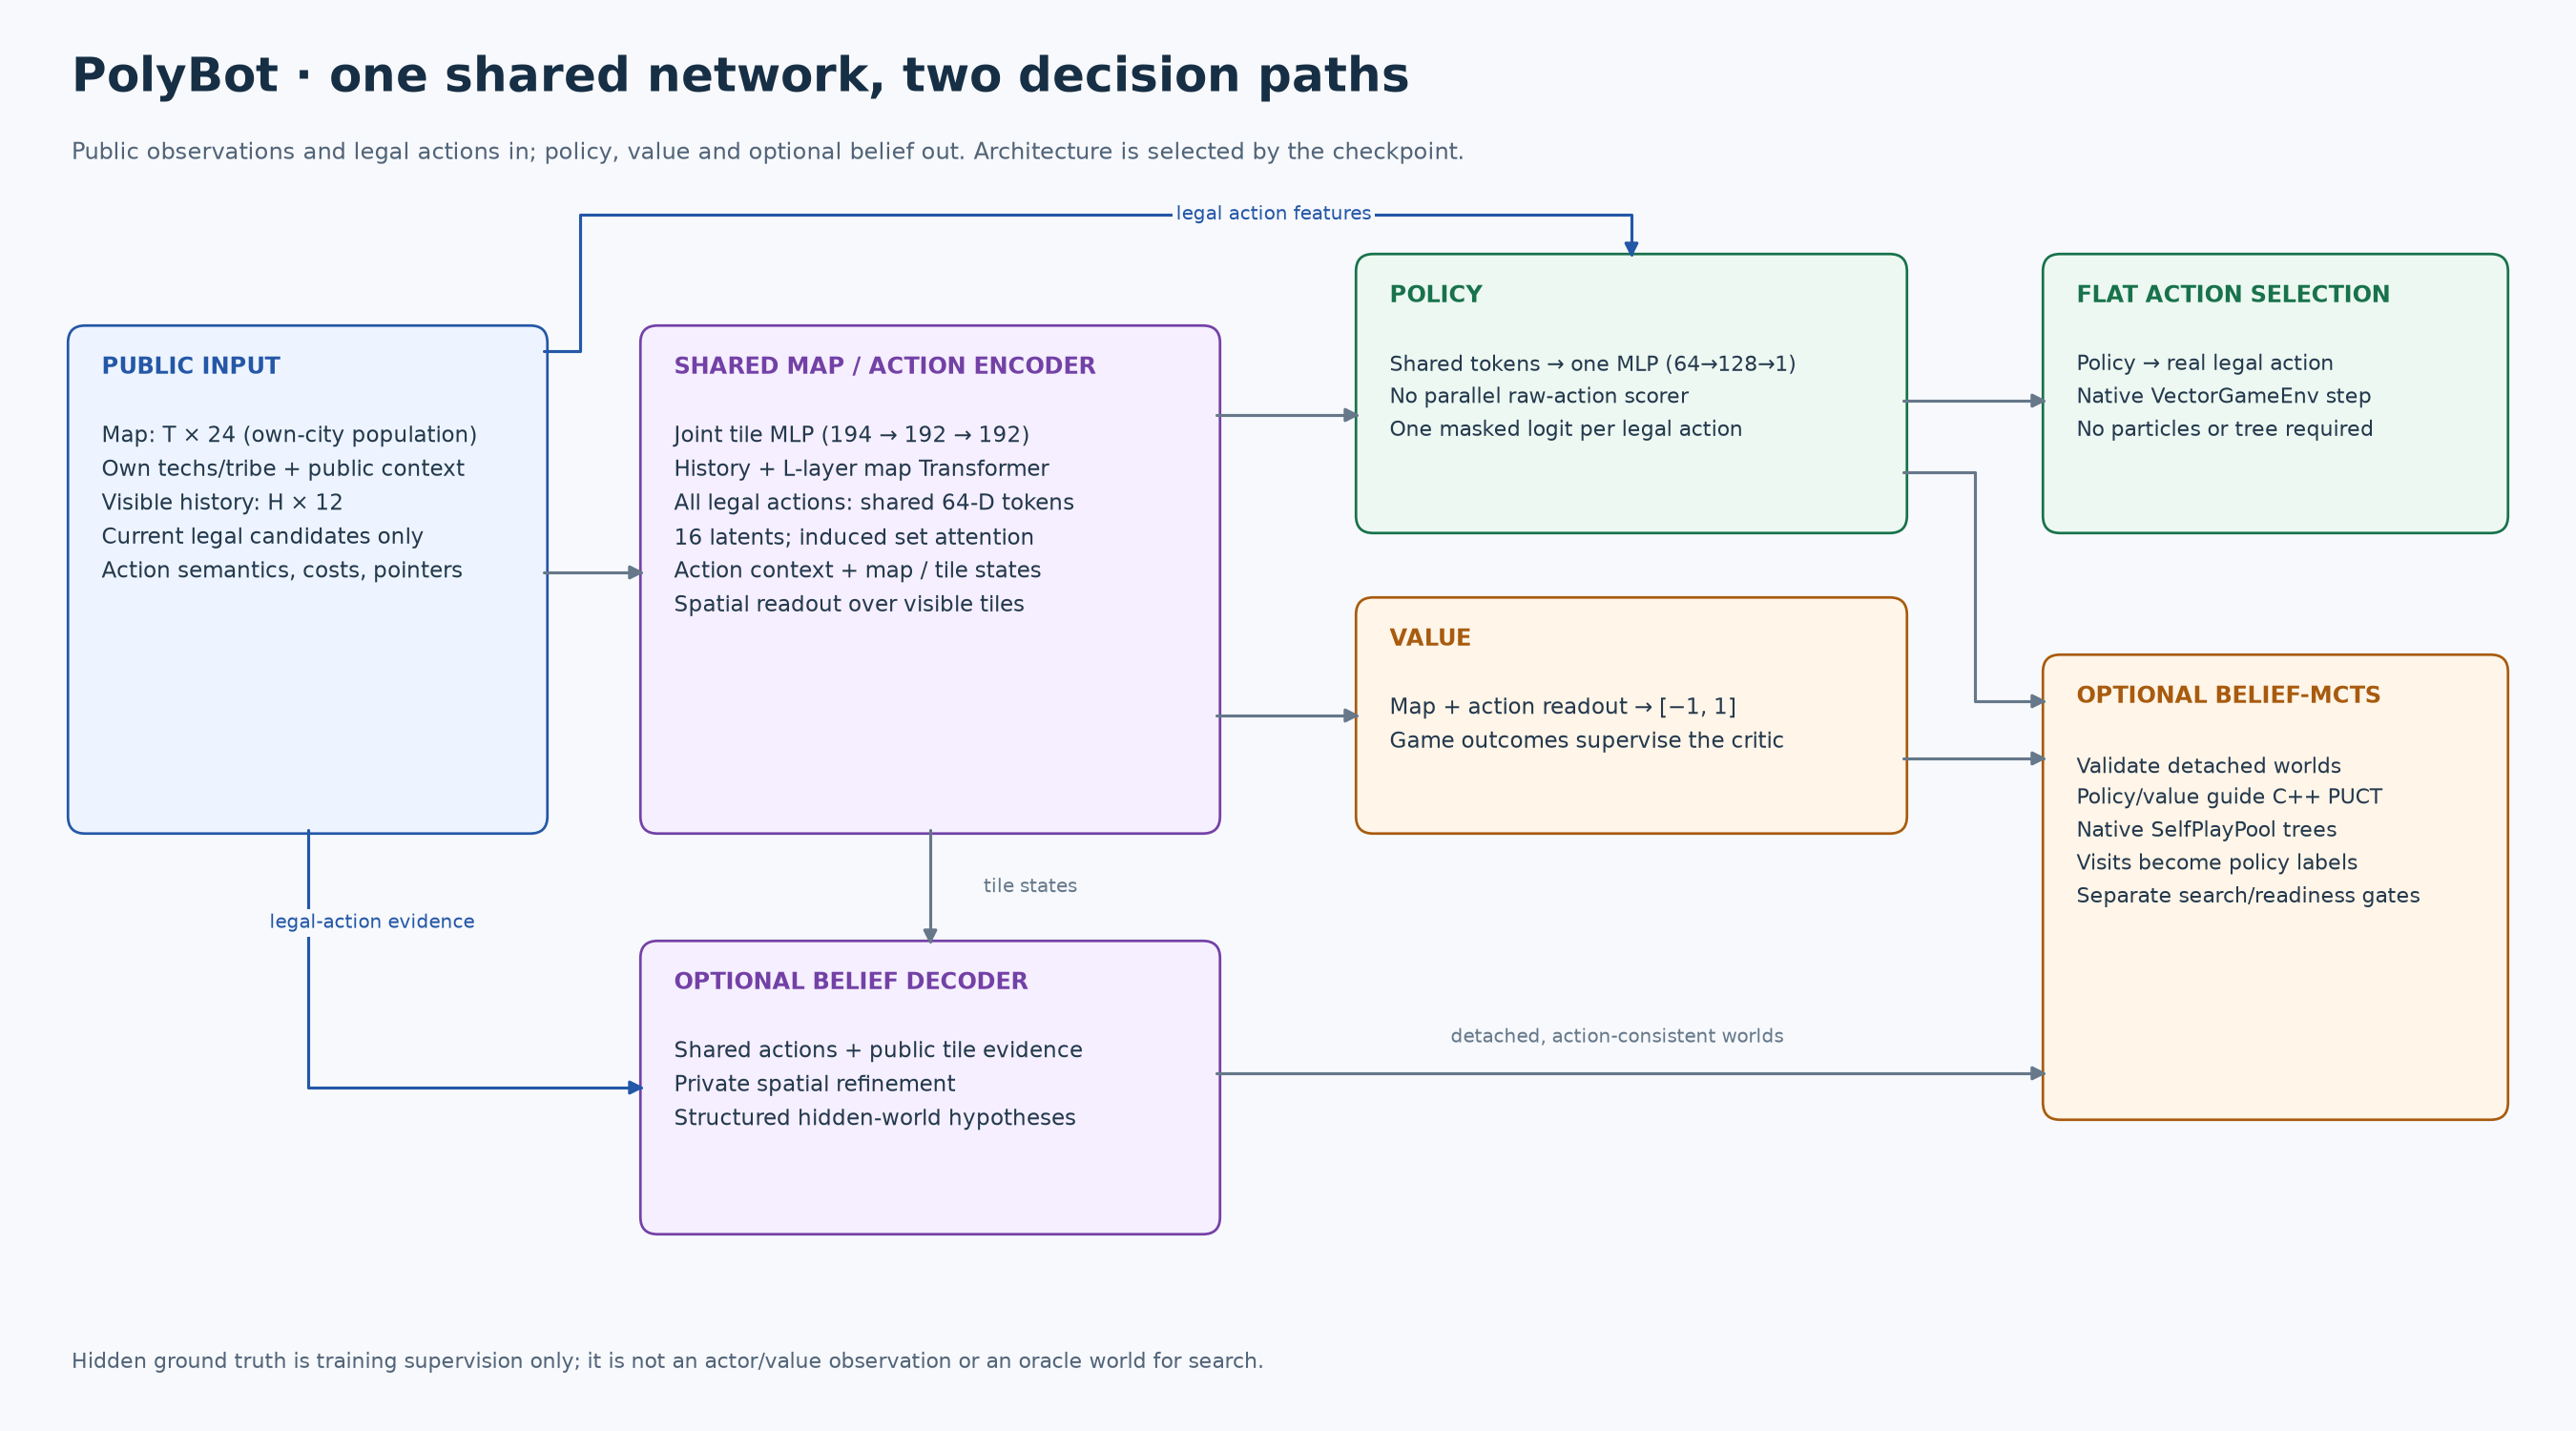 PolyBot · one shared network, two decision paths
Public observations and legal actions in; policy, value and optional belief out. Architecture is selected by the checkpoint.
legal action features
PUBLIC INPUT
Map: T × 24 (own-city population)
Own techs/tribe + public context
Visible history: H × 12
Current legal candidates only
Action semantics, costs, pointers
SHARED MAP / ACTION ENCODER
Joint tile MLP (194 → 192 → 192)
History + L-layer map Transformer
All legal actions: shared 64-D tokens
16 latents; induced set attention
Action context + map / tile states
Spatial readout over visible tiles
POLICY
Shared tokens → one MLP (64→128→1)
No parallel raw-action scorer
One masked logit per legal action
FLAT ACTION SELECTION
Policy → real legal action
Native VectorGameEnv step
No particles or tree required
VALUE
Map + action readout → [−1, 1]
Game outcomes supervise the critic
OPTIONAL BELIEF-MCTS
Validate detached worlds
Policy/value guide C++ PUCT
Native SelfPlayPool trees
Visits become policy labels
Separate search/readiness gates
tile states
legal-action evidence
OPTIONAL BELIEF DECODER
Shared actions + public tile evidence
Private spatial refinement
Structured hidden-world hypotheses
detached, action-consistent worlds
Hidden ground truth is training supervision only; it is not an actor/value observation or an oracle world for search.